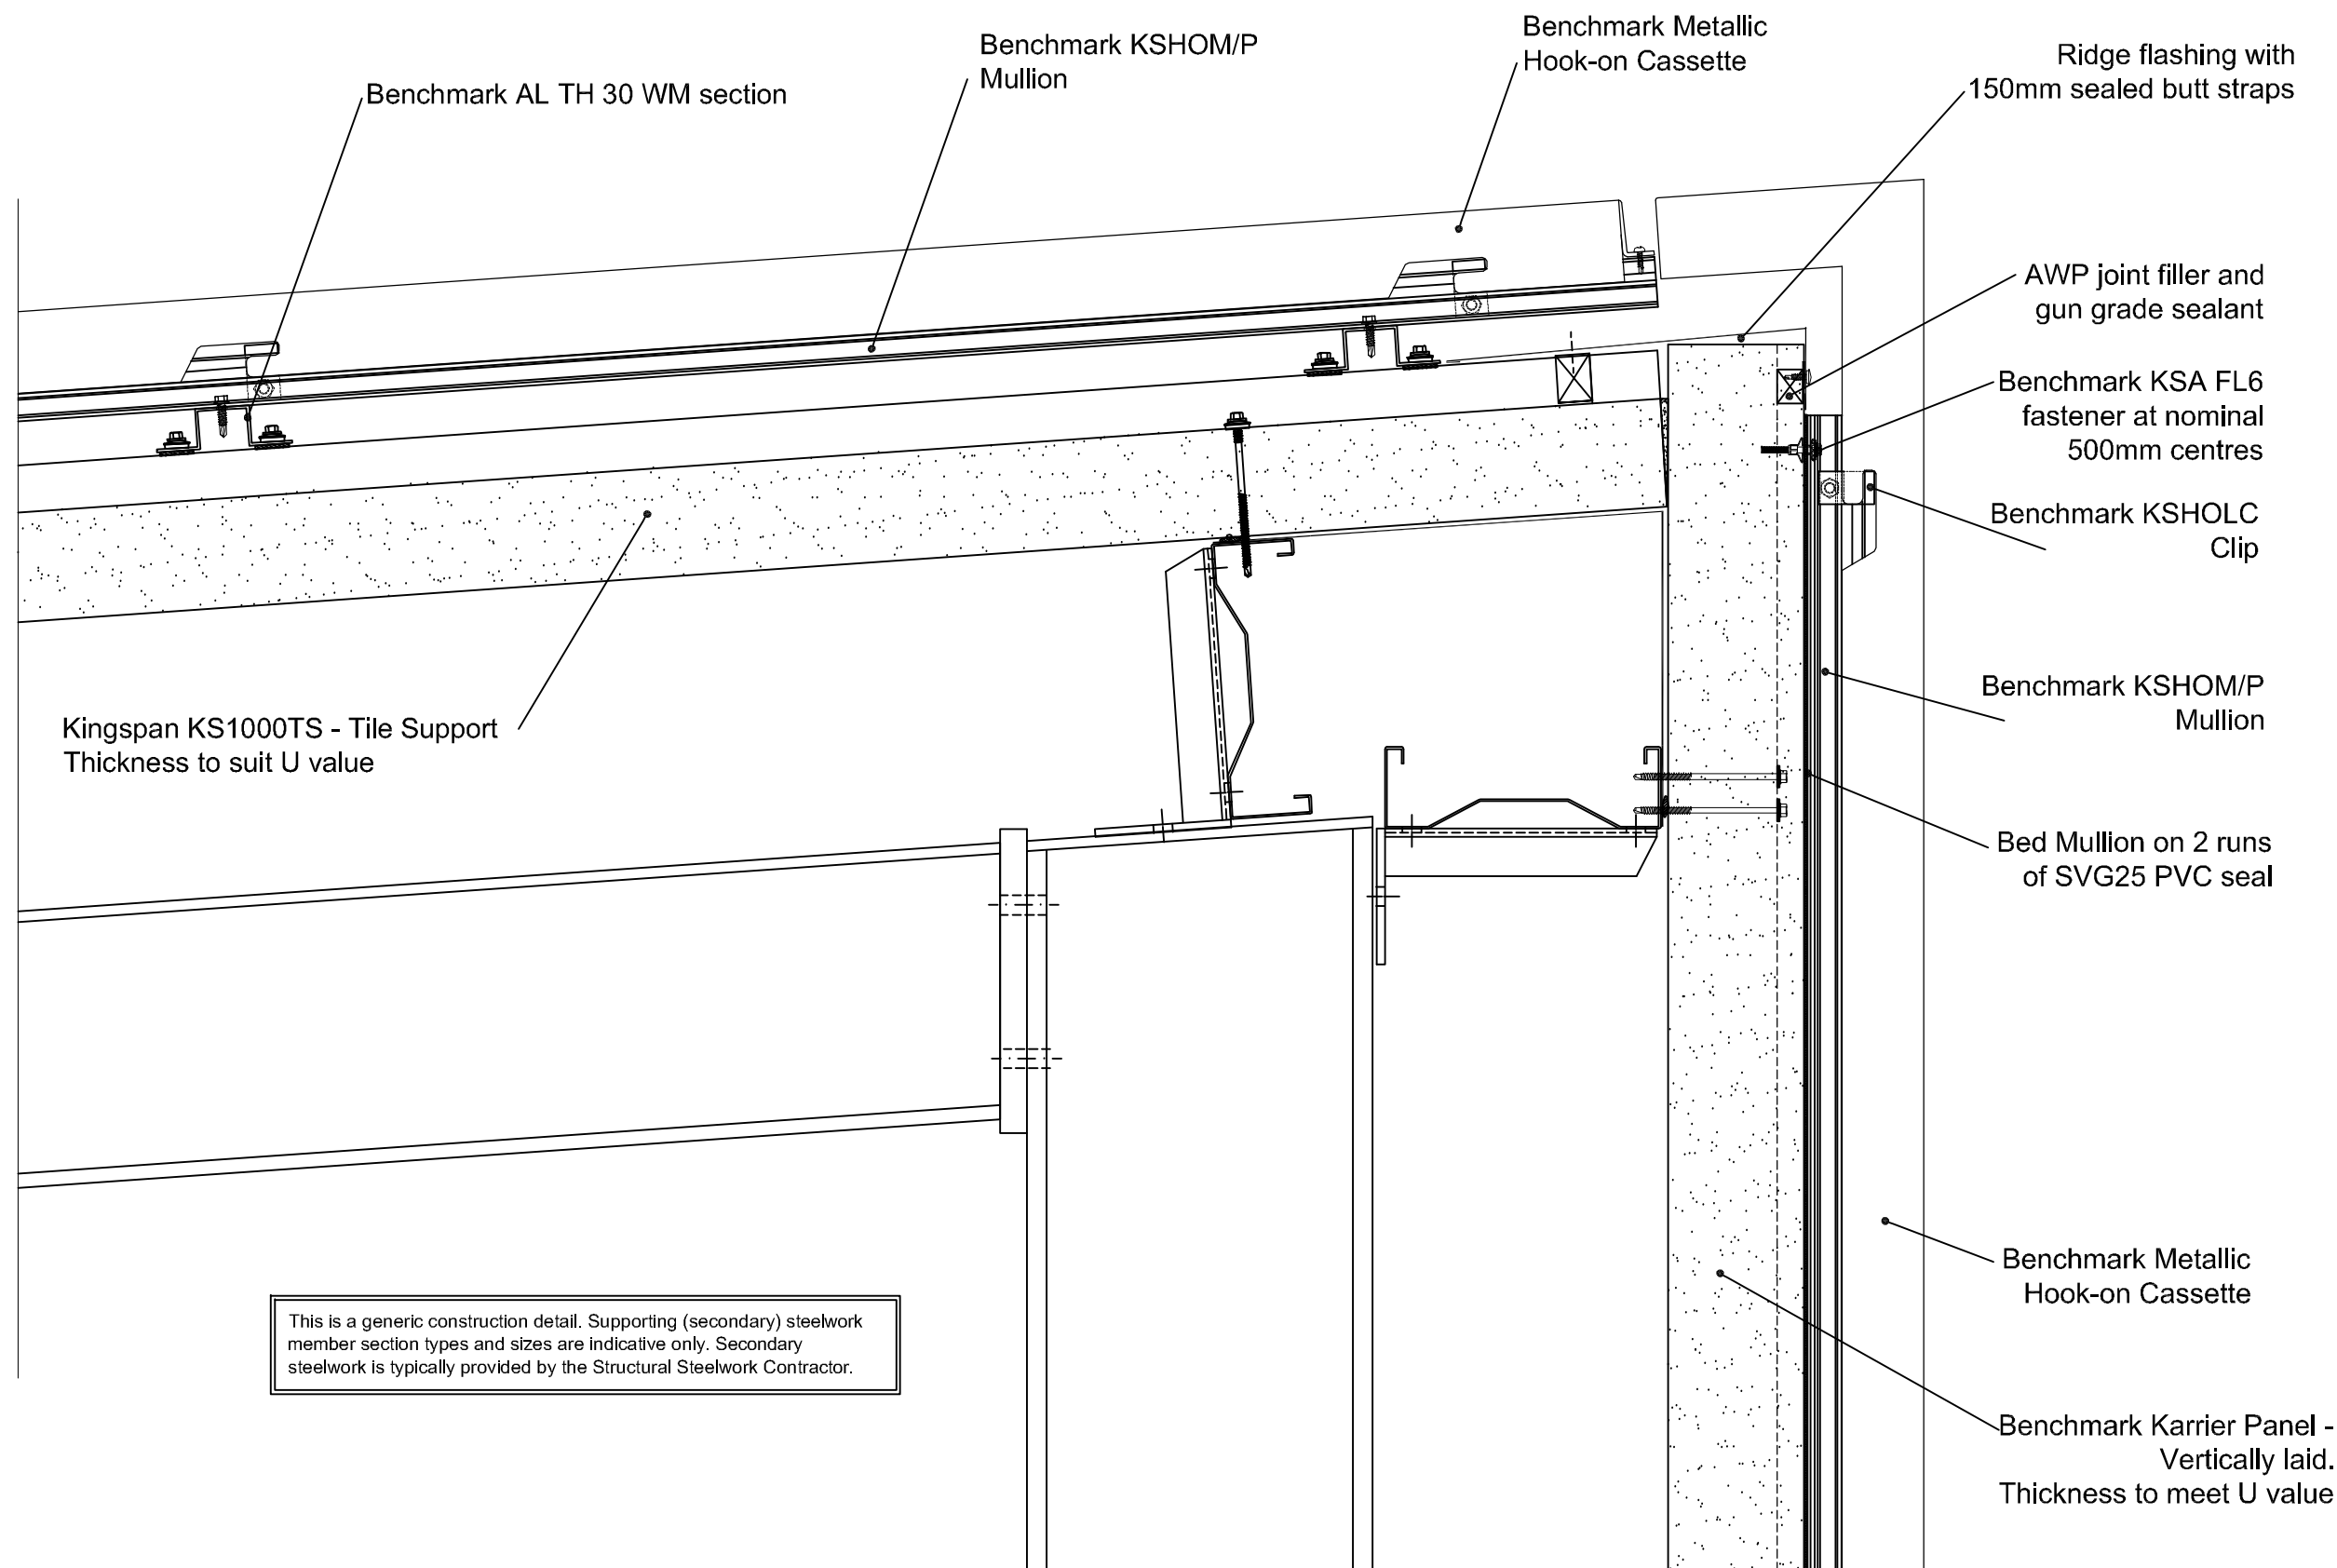 Benchmark AL TH 30 WM section
Benchmark KSHOM/P
Mullion
Benchmark Metallic
Hook-on Cassette
Ridge flashing with
150mm sealed butt straps
AWP joint filler and
gun grade sealant
Benchmark KSA FL6
fastener at nominal
500mm centres
Benchmark KSHOLC
Clip
Benchmark KSHOM/P
Mullion
Kingspan KS1000TS - Tile Support
Thickness to suit U value
Bed Mullion on 2 runs
of SVG25 PVC seal
Benchmark Metallic
Hook-on Cassette
This is a generic construction detail. Supporting (secondary) steelwork
member section types and sizes are indicative only. Secondary
steelwork is typically provided by the Structural Steelwork Contractor.
Benchmark Karrier Panel -
Vertically laid.
Thickness to meet U value